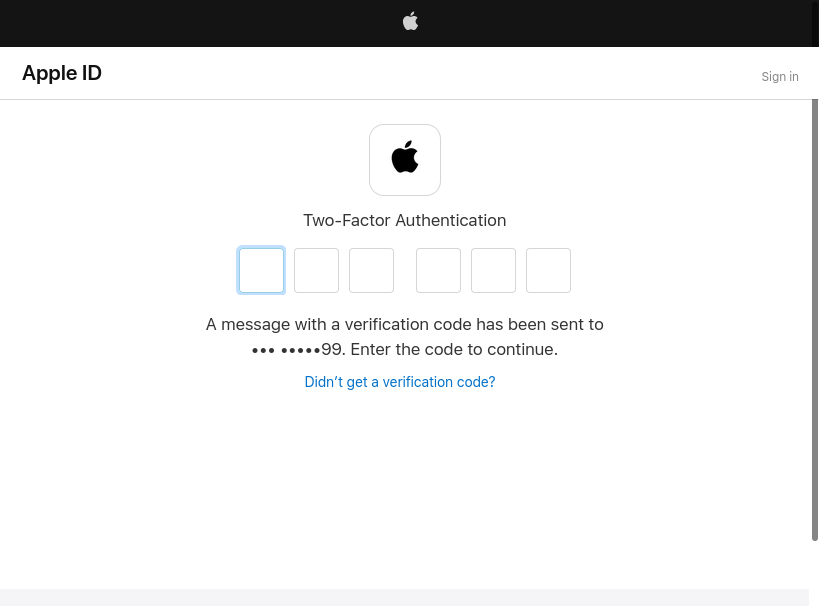 Apple ID
Sign in
Two-Factor Authentication
A message with a verification code has been sent to
••• •••••99. Enter the code to continue.
Didn’t get a verification code?